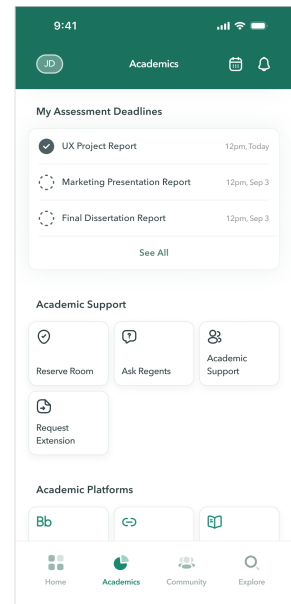 9:41
JD
Academics
My Assessment Deadlines
UX Project Report
12pm, Today
Marketing Presentation Report
12pm, Sep 3
Final Dissertation Report
12pm, Sep 3
See All
Academic Support
Reserve Room
Ask Regents
Academic
Support
Request
Extension
Academic Platforms
Bb
Home
Academics
Community
Explore